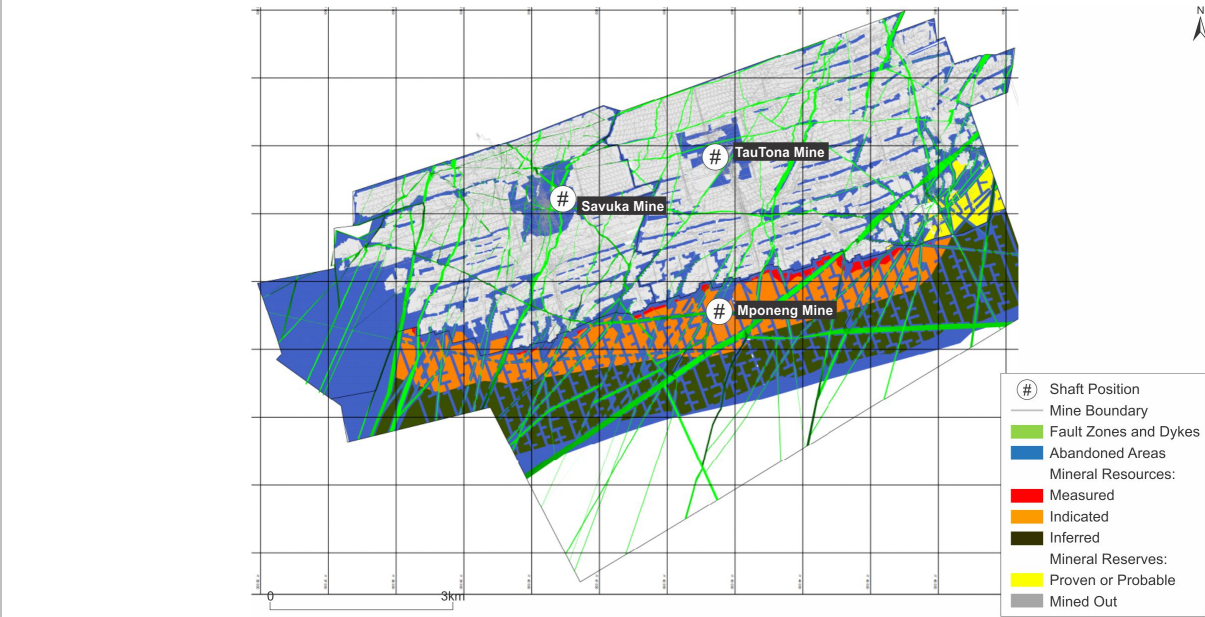 N
# TauTona Mine
# Savuka Mine
# Mponeng Mine
# Shaft Position
Mine Boundary
Fault Zones and Dykes
Abandoned Areas
Mineral Resources:
Measured
Indicated
Inferred
Mineral Reserves:
Proven or Probable
Mined Out
0 3km